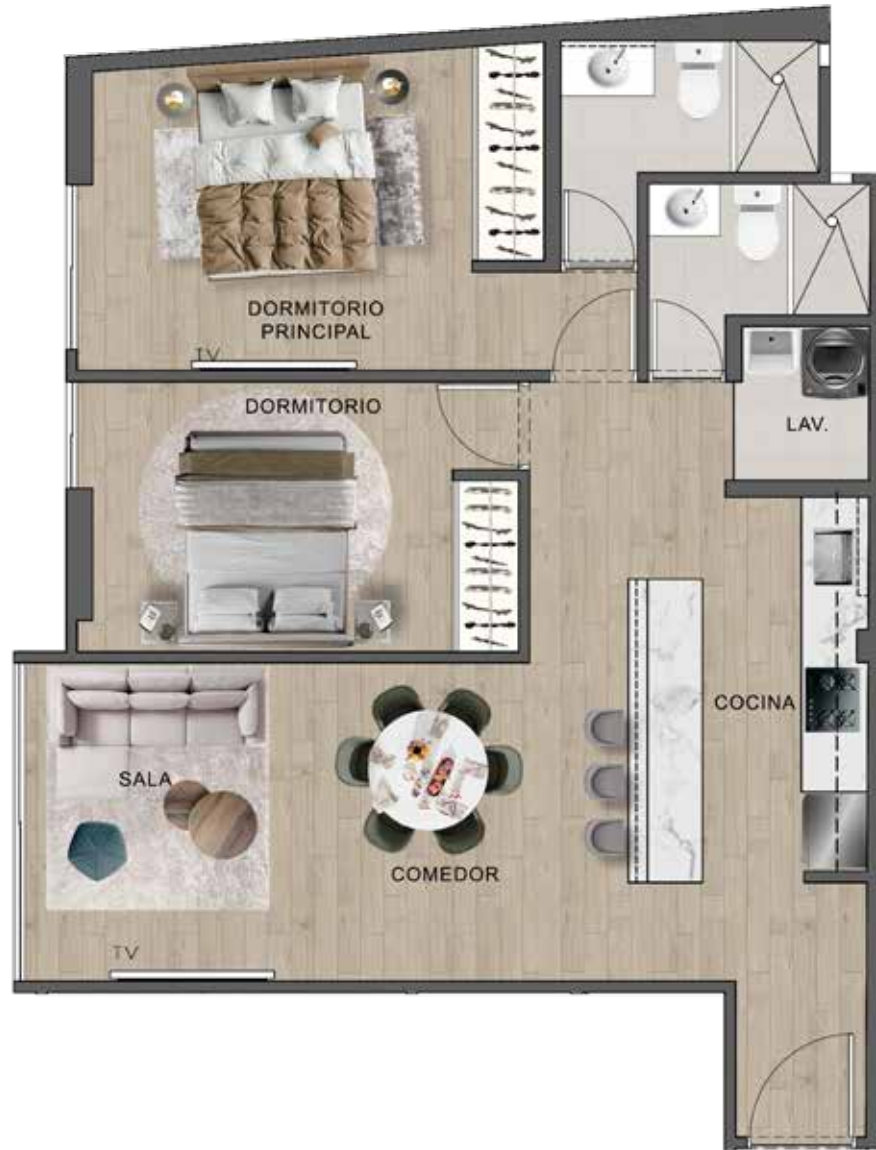 DORMITORIO
PRINCIPAL
TV
DORMITORIO
LAV.
COCINA
SALA
COMEDOR
TV